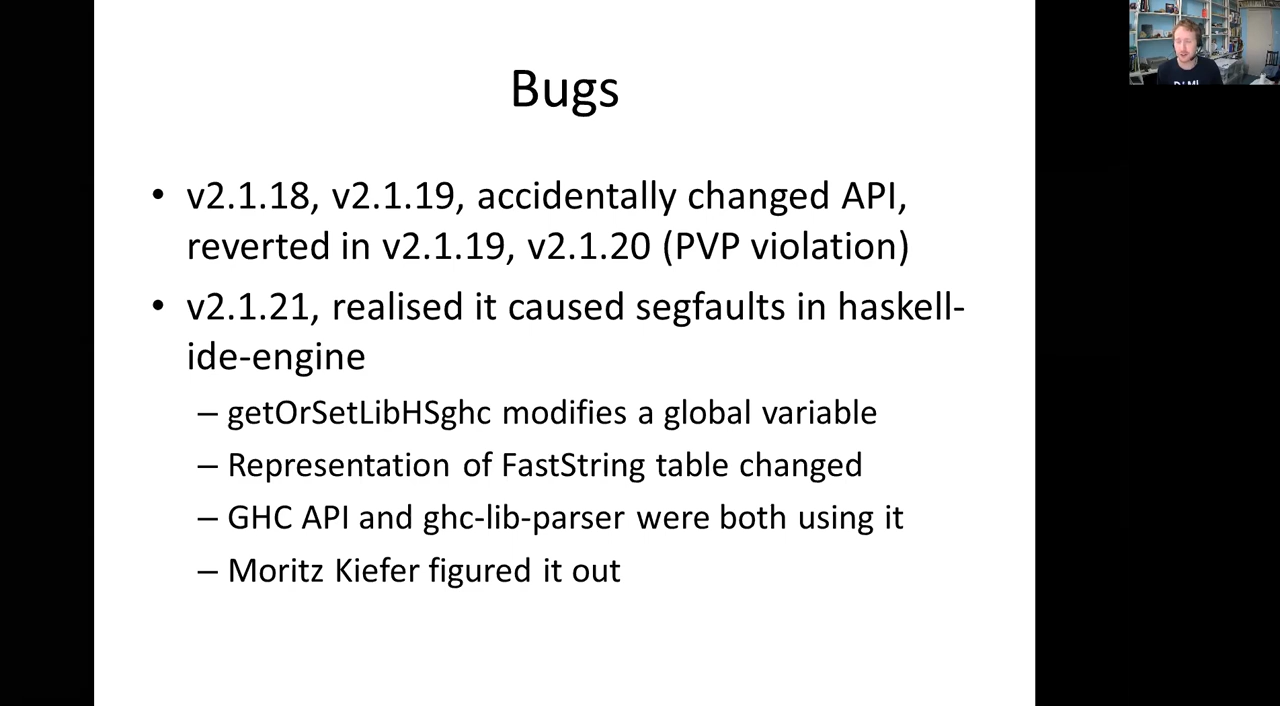 Bugs
• v2.1.18, v2.1.19, accidentally changed API,
reverted in v2.1.19, v2.1.20 (PVP violation)
• v2.1.21, realised it caused segfaults in haskell-
ide-engine
– getOrSetLibHSghc modifies a global variable
– Representation of FastString table changed
– GHC API and ghc-lib-parser were both using it
– Moritz Kiefer figured it out